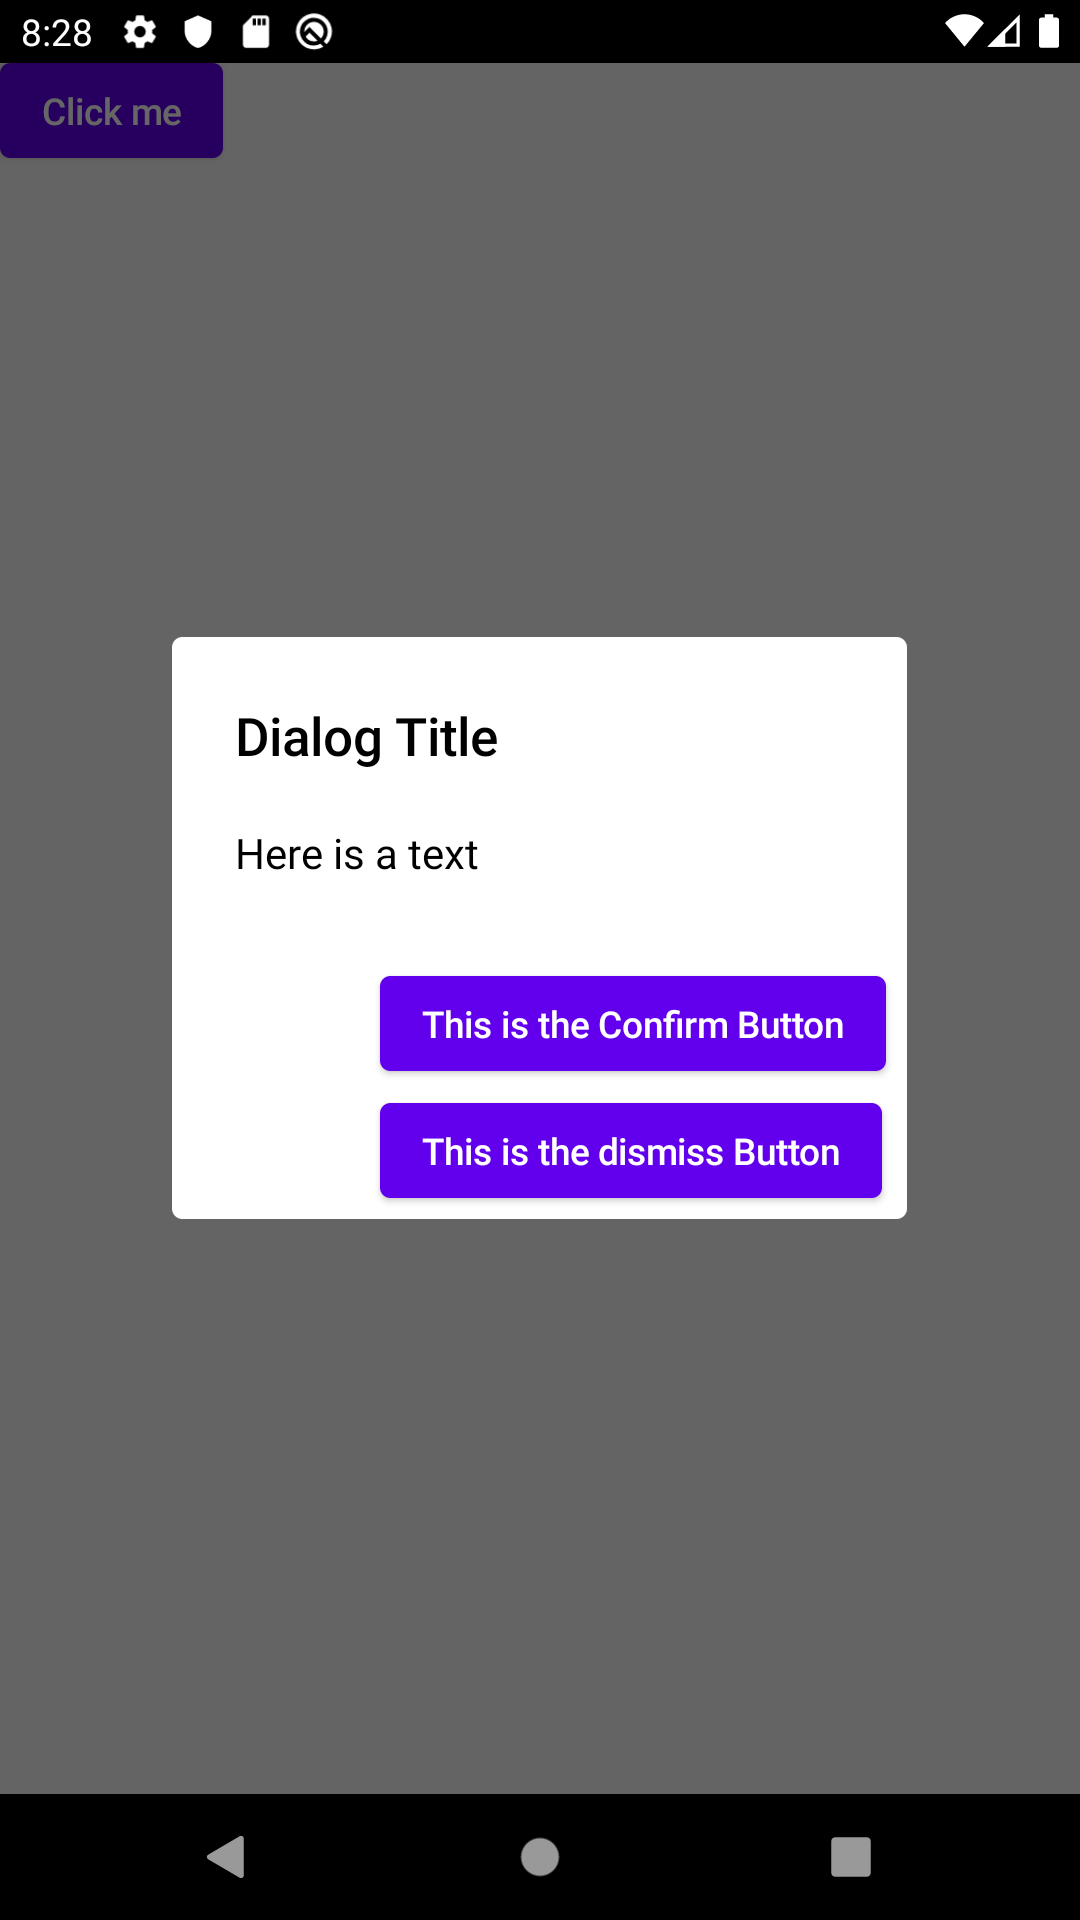 8:28
Click me
Dialog Title
Here is a text
This is the Confirm Button
This is the dismiss Button